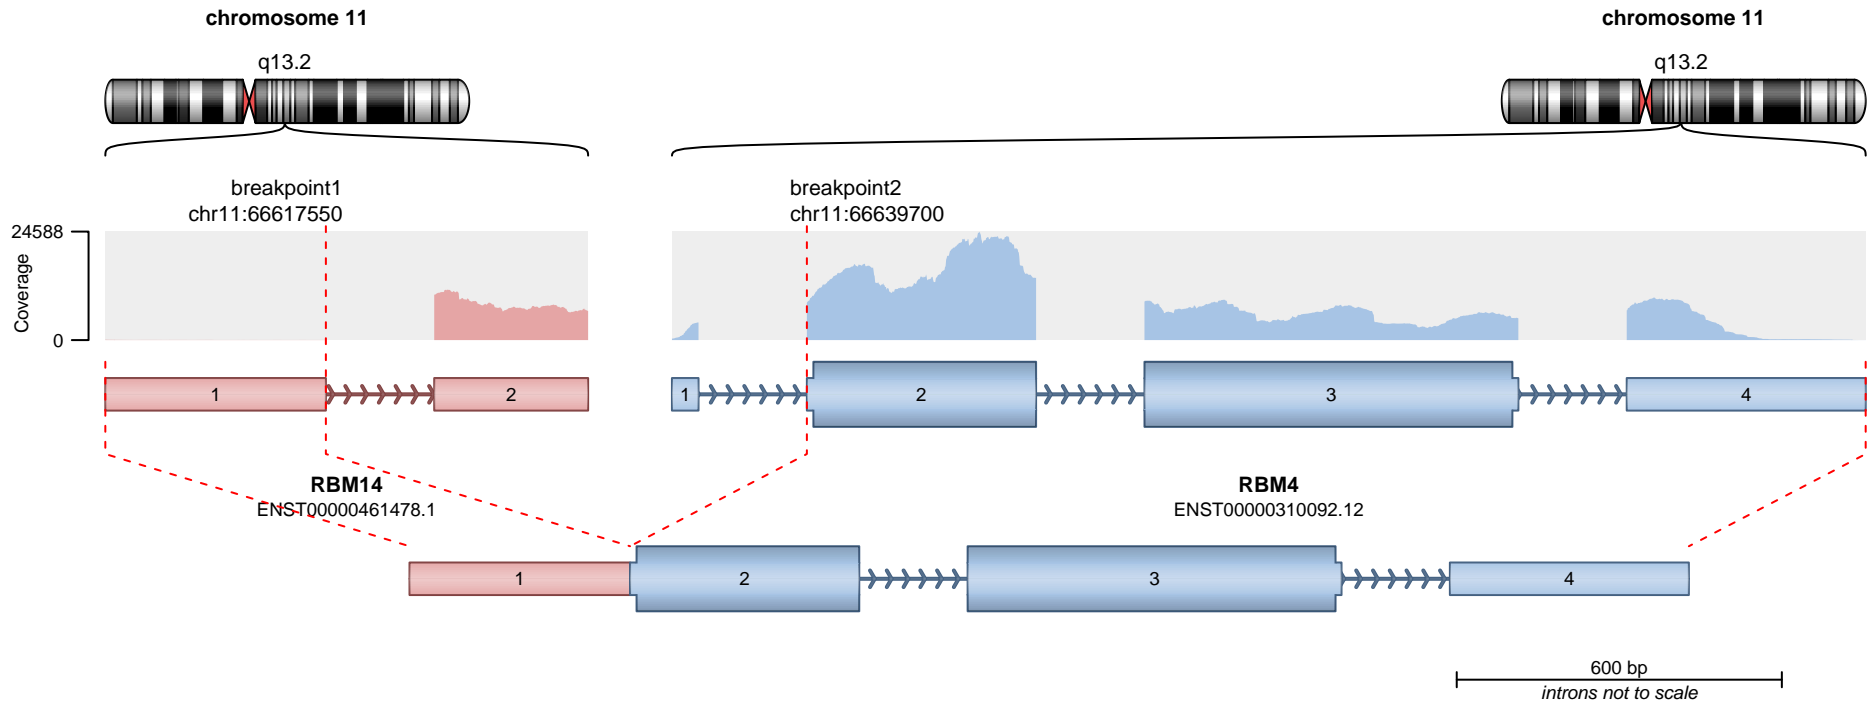 chromosome 11
chromosome 11
q13.2
q13.2
breakpoint1
chr11:66617550
breakpoint2
chr11:66639700
24588
Coverage
0
1
2
1
2
3
4
RBM14
ENST00000461478.1
RBM4
ENST00000310092.12
1
2
3
4
600 bp
introns not to scale